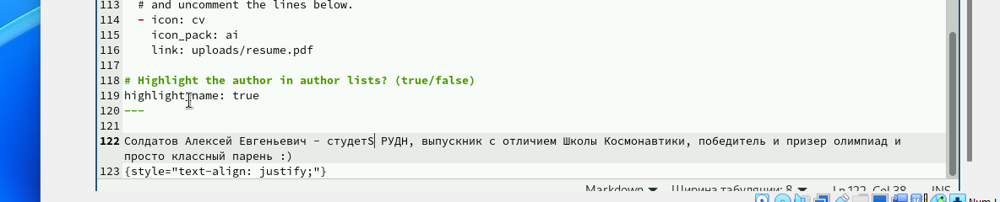 113 # and uncomment the lines below.
114 - icon: cv
115 icon_pack: ai
116 link: uploads/resume.pdf
117
118 # Highlight the author in author lists? (true/false)
119 highlight_name: true
120 ---
121
122 Солдатов Алексей Евгеньевич - студетS РУДН, выпускник с отличием Школы Космонавтики, победитель и призер олимпиад и
просто классный парень :)
123 {style="text-align: justify;"}
Markdown Ширина табуляции: 8 Ln 122, Col 38 INS
Num